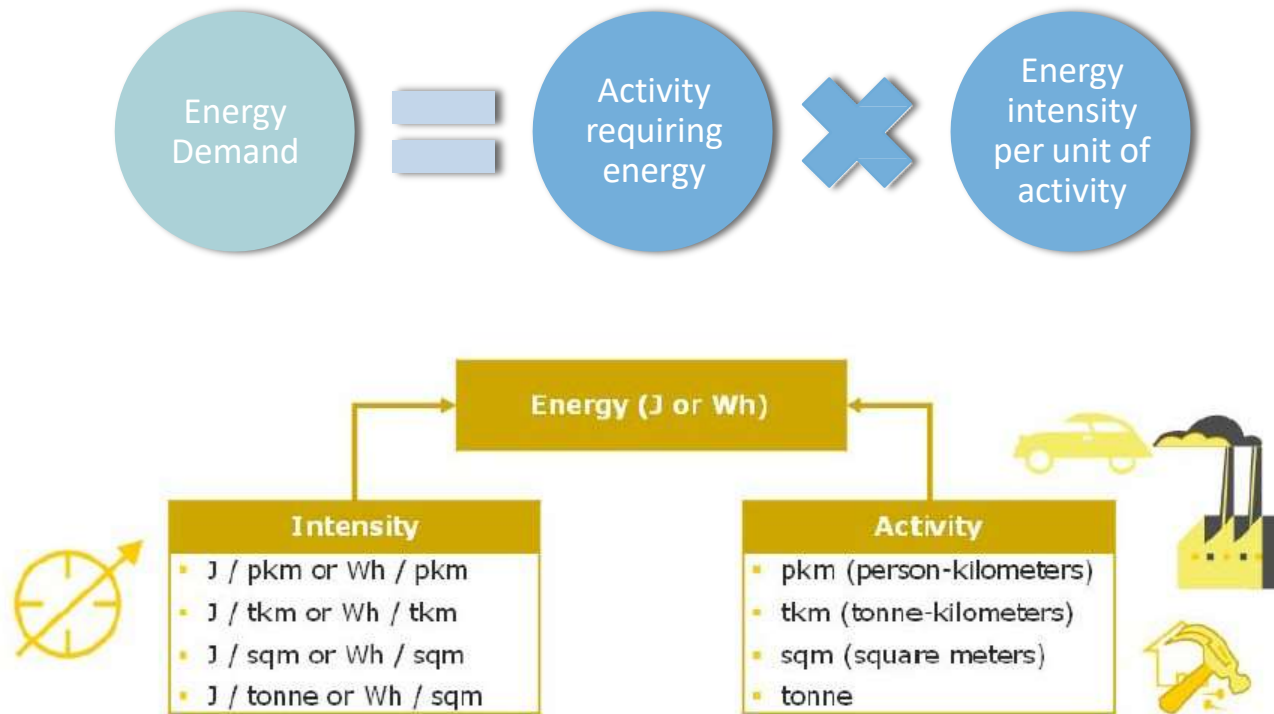 Energy
Demand
Activity
requiring
energy
Energy
intensity
per unit of
activity
Energy (J or Wh)
Intensity
▪ J / pkm or Wh / pkm
▪ J / tkm or Wh / tkm
▪ J / sqm or Wh / sqm
▪ J / tonne or Wh / sqm
Activity
▪ pkm (person-kilometers)
▪ tkm (tonne-kilometers)
▪ sqm (square meters)
▪ tonne